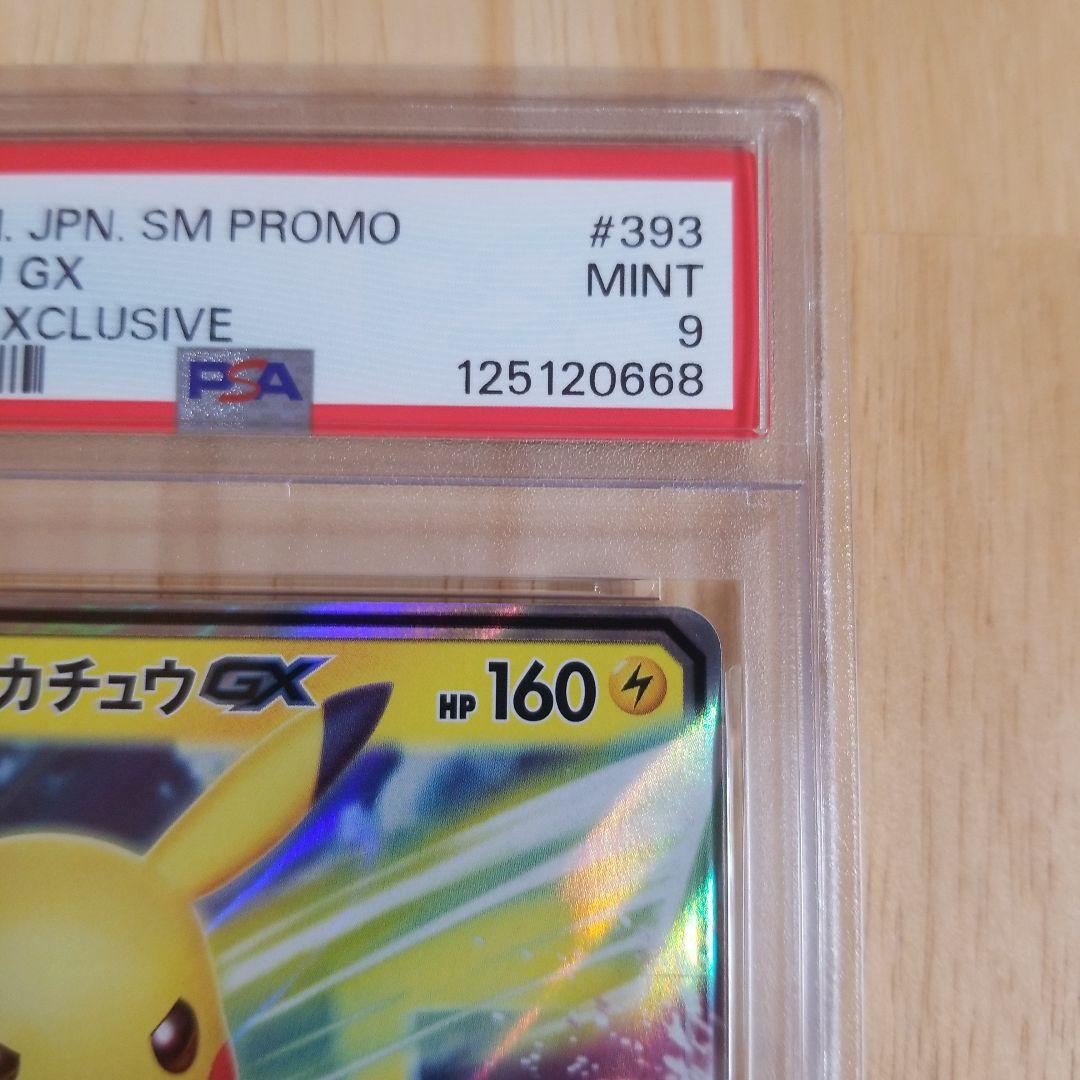 . JPN. SM PROMO #393
GX MINT
XCLUSIVE 9
PSA 125120668
カチュウGX HP 160